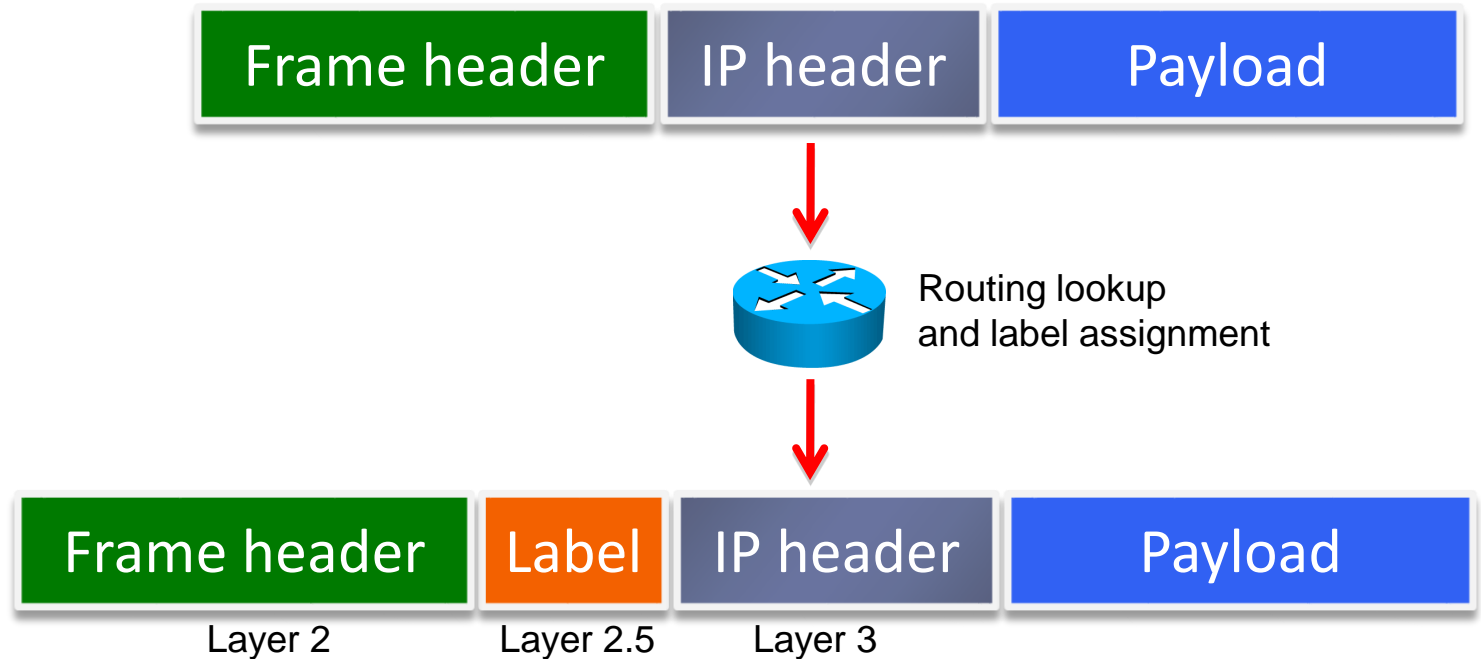 Frame header IP header Payload
Routing lookup
and label assignment
Frame header Label IP header Payload
Layer 2 Layer 2.5 Layer 3